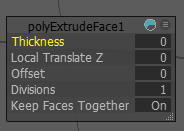 polyExtrudeFace1
Thickness 0
Local Translate Z 0
Offset 0
Divisions 1
Keep Faces Together On